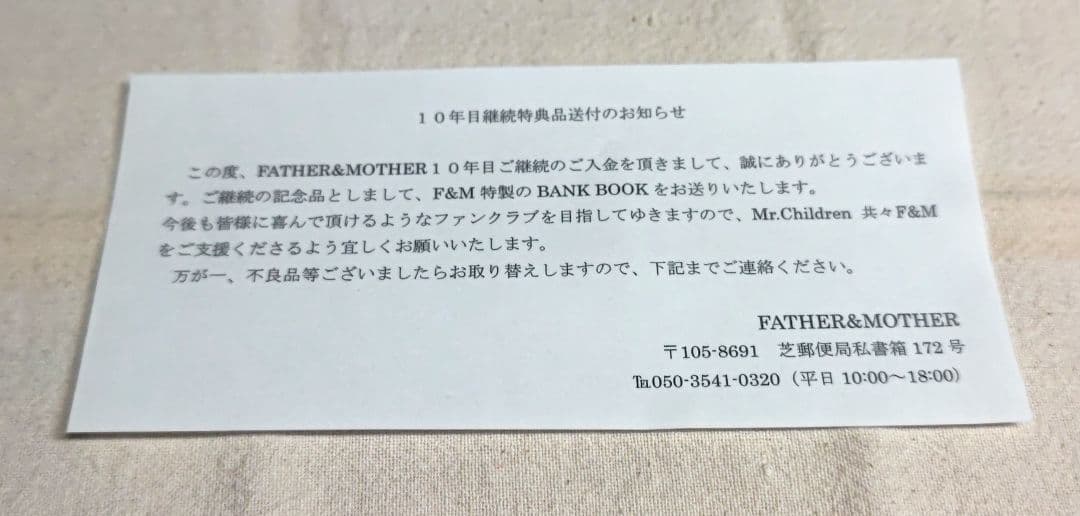 １０年目継続特典品送付のお知らせ
この度、FATHER&MOTHER１０年目ご継続のご入金を頂きまして、誠にありがとうございま
す。ご継続の記念品としまして、F&M 特製の BANK BOOK をお送りいたします。
今後も皆様に喜んで頂けるようなファンクラブを目指してゆきますので、Mr.Children 共々F&M
をご支援くださるよう宜しくお願いいたします。
万が一、不良品等ございましたらお取り替えしますので、下記までご連絡ください。
FATHER&MOTHER
〒105-8691　芝郵便局私書箱 172 号
℡050-3541-0320（平日 10:00～18:00）